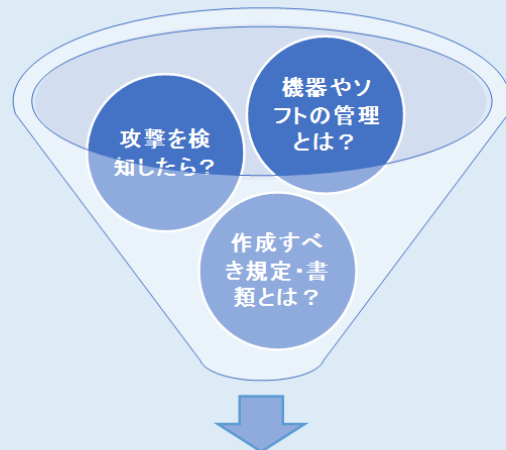 攻撃を検
知したら？
機器やソ
フトの管理
とは？
作成すべ
き規定・書
類とは？